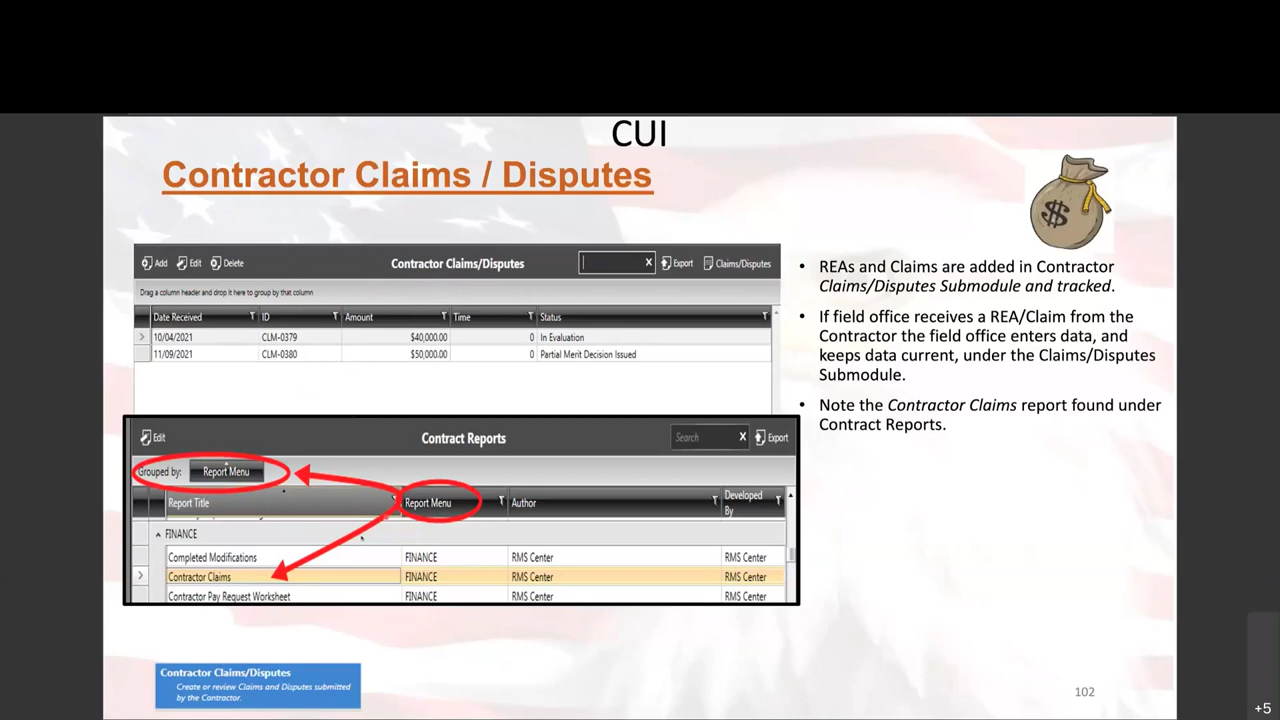 CUI
Contractor Claims / Disputes
Add Edit Delete Contractor Claims/Disputes X Export Claims/Disputes
Drag a column header and drop it here to group by that column
Date Received ID Amount Time Status
10/04/2021 CLM-0379 $40,000.00 0 In Evaluation
11/09/2021 CLM-0380 $50,000.00 0 Partial Merit Decision Issued
Edit Contract Reports Search X Export
Grouped by: Report Menu
Report Title Report Menu Author Developed
By
FINANCE
Completed Modifications FINANCE RMS Center RMS Center
Contractor Claims FINANCE RMS Center RMS Center
Contractor Pay Request Worksheet FINANCE RMS Center RMS Center
$
• REAs and Claims are added in Contractor
Claims/Disputes Submodule and tracked.
• If field office receives a REA/Claim from the
Contractor the field office enters data, and
keeps data current, under the Claims/Disputes
Submodule.
• Note the Contractor Claims report found under
Contract Reports.
Contractor Claims/Disputes
Create or review Claims and Disputes submitted
by the Contractor.
102
+5